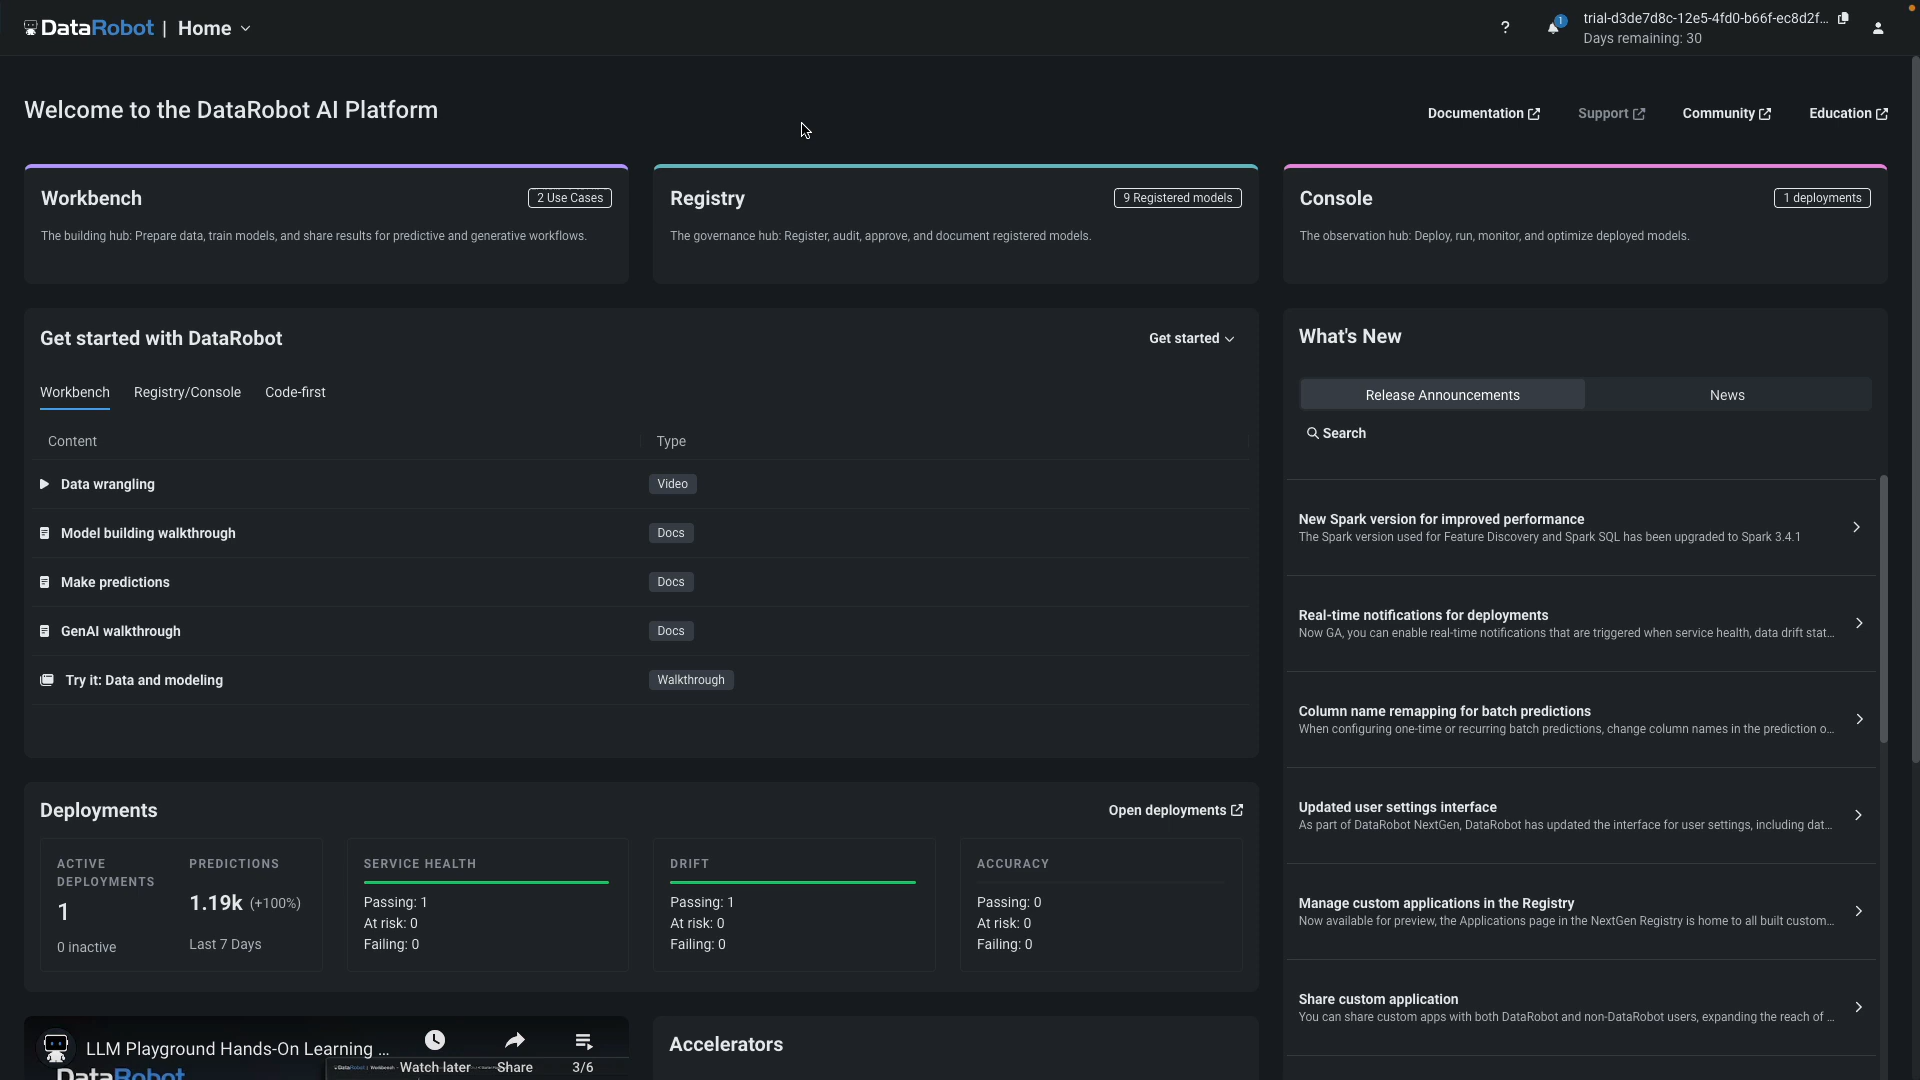 DataRobot | Home
?
1
trial-d3de7d8c-12e5-4fd0-b66f-ec8d2f...
Days remaining: 30
Welcome to the DataRobot AI Platform
Documentation
Support
Community
Education
Workbench
2 Use Cases
The building hub: Prepare data, train models, and share results for predictive and generative workflows.
Registry
9 Registered models
The governance hub: Register, audit, approve, and document registered models.
Console
1 deployments
The observation hub: Deploy, run, monitor, and optimize deployed models.
Get started with DataRobot
Get started
Workbench
Registry/Console
Code-first
Content
Type
Data wrangling
Video
Model building walkthrough
Docs
Make predictions
Docs
GenAI walkthrough
Docs
Try it: Data and modeling
Walkthrough
What's New
Release Announcements
News
Search
New Spark version for improved performance
The Spark version used for Feature Discovery and Spark SQL has been upgraded to Spark 3.4.1
Real-time notifications for deployments
Now GA, you can enable real-time notifications that are triggered when service health, data drift stat...
Column name remapping for batch predictions
When configuring one-time or recurring batch predictions, change column names in the prediction o...
Updated user settings interface
As part of DataRobot NextGen, DataRobot has updated the interface for user settings, including dat...
Manage custom applications in the Registry
Now available for preview, the Applications page in the NextGen Registry is home to all built custom...
Share custom application
You can share custom apps with both DataRobot and non-DataRobot users, expanding the reach of ...
Deployments
Open deployments
ACTIVE
DEPLOYMENTS
1
0 inactive
PREDICTIONS
1.19k (+100%)
Last 7 Days
SERVICE HEALTH
Passing: 1
At risk: 0
Failing: 0
DRIFT
Passing: 1
At risk: 0
Failing: 0
ACCURACY
Passing: 0
At risk: 0
Failing: 0
LLM Playground Hands-On Learning ...
Watch later
Share
3/6
DataRobot
Accelerators